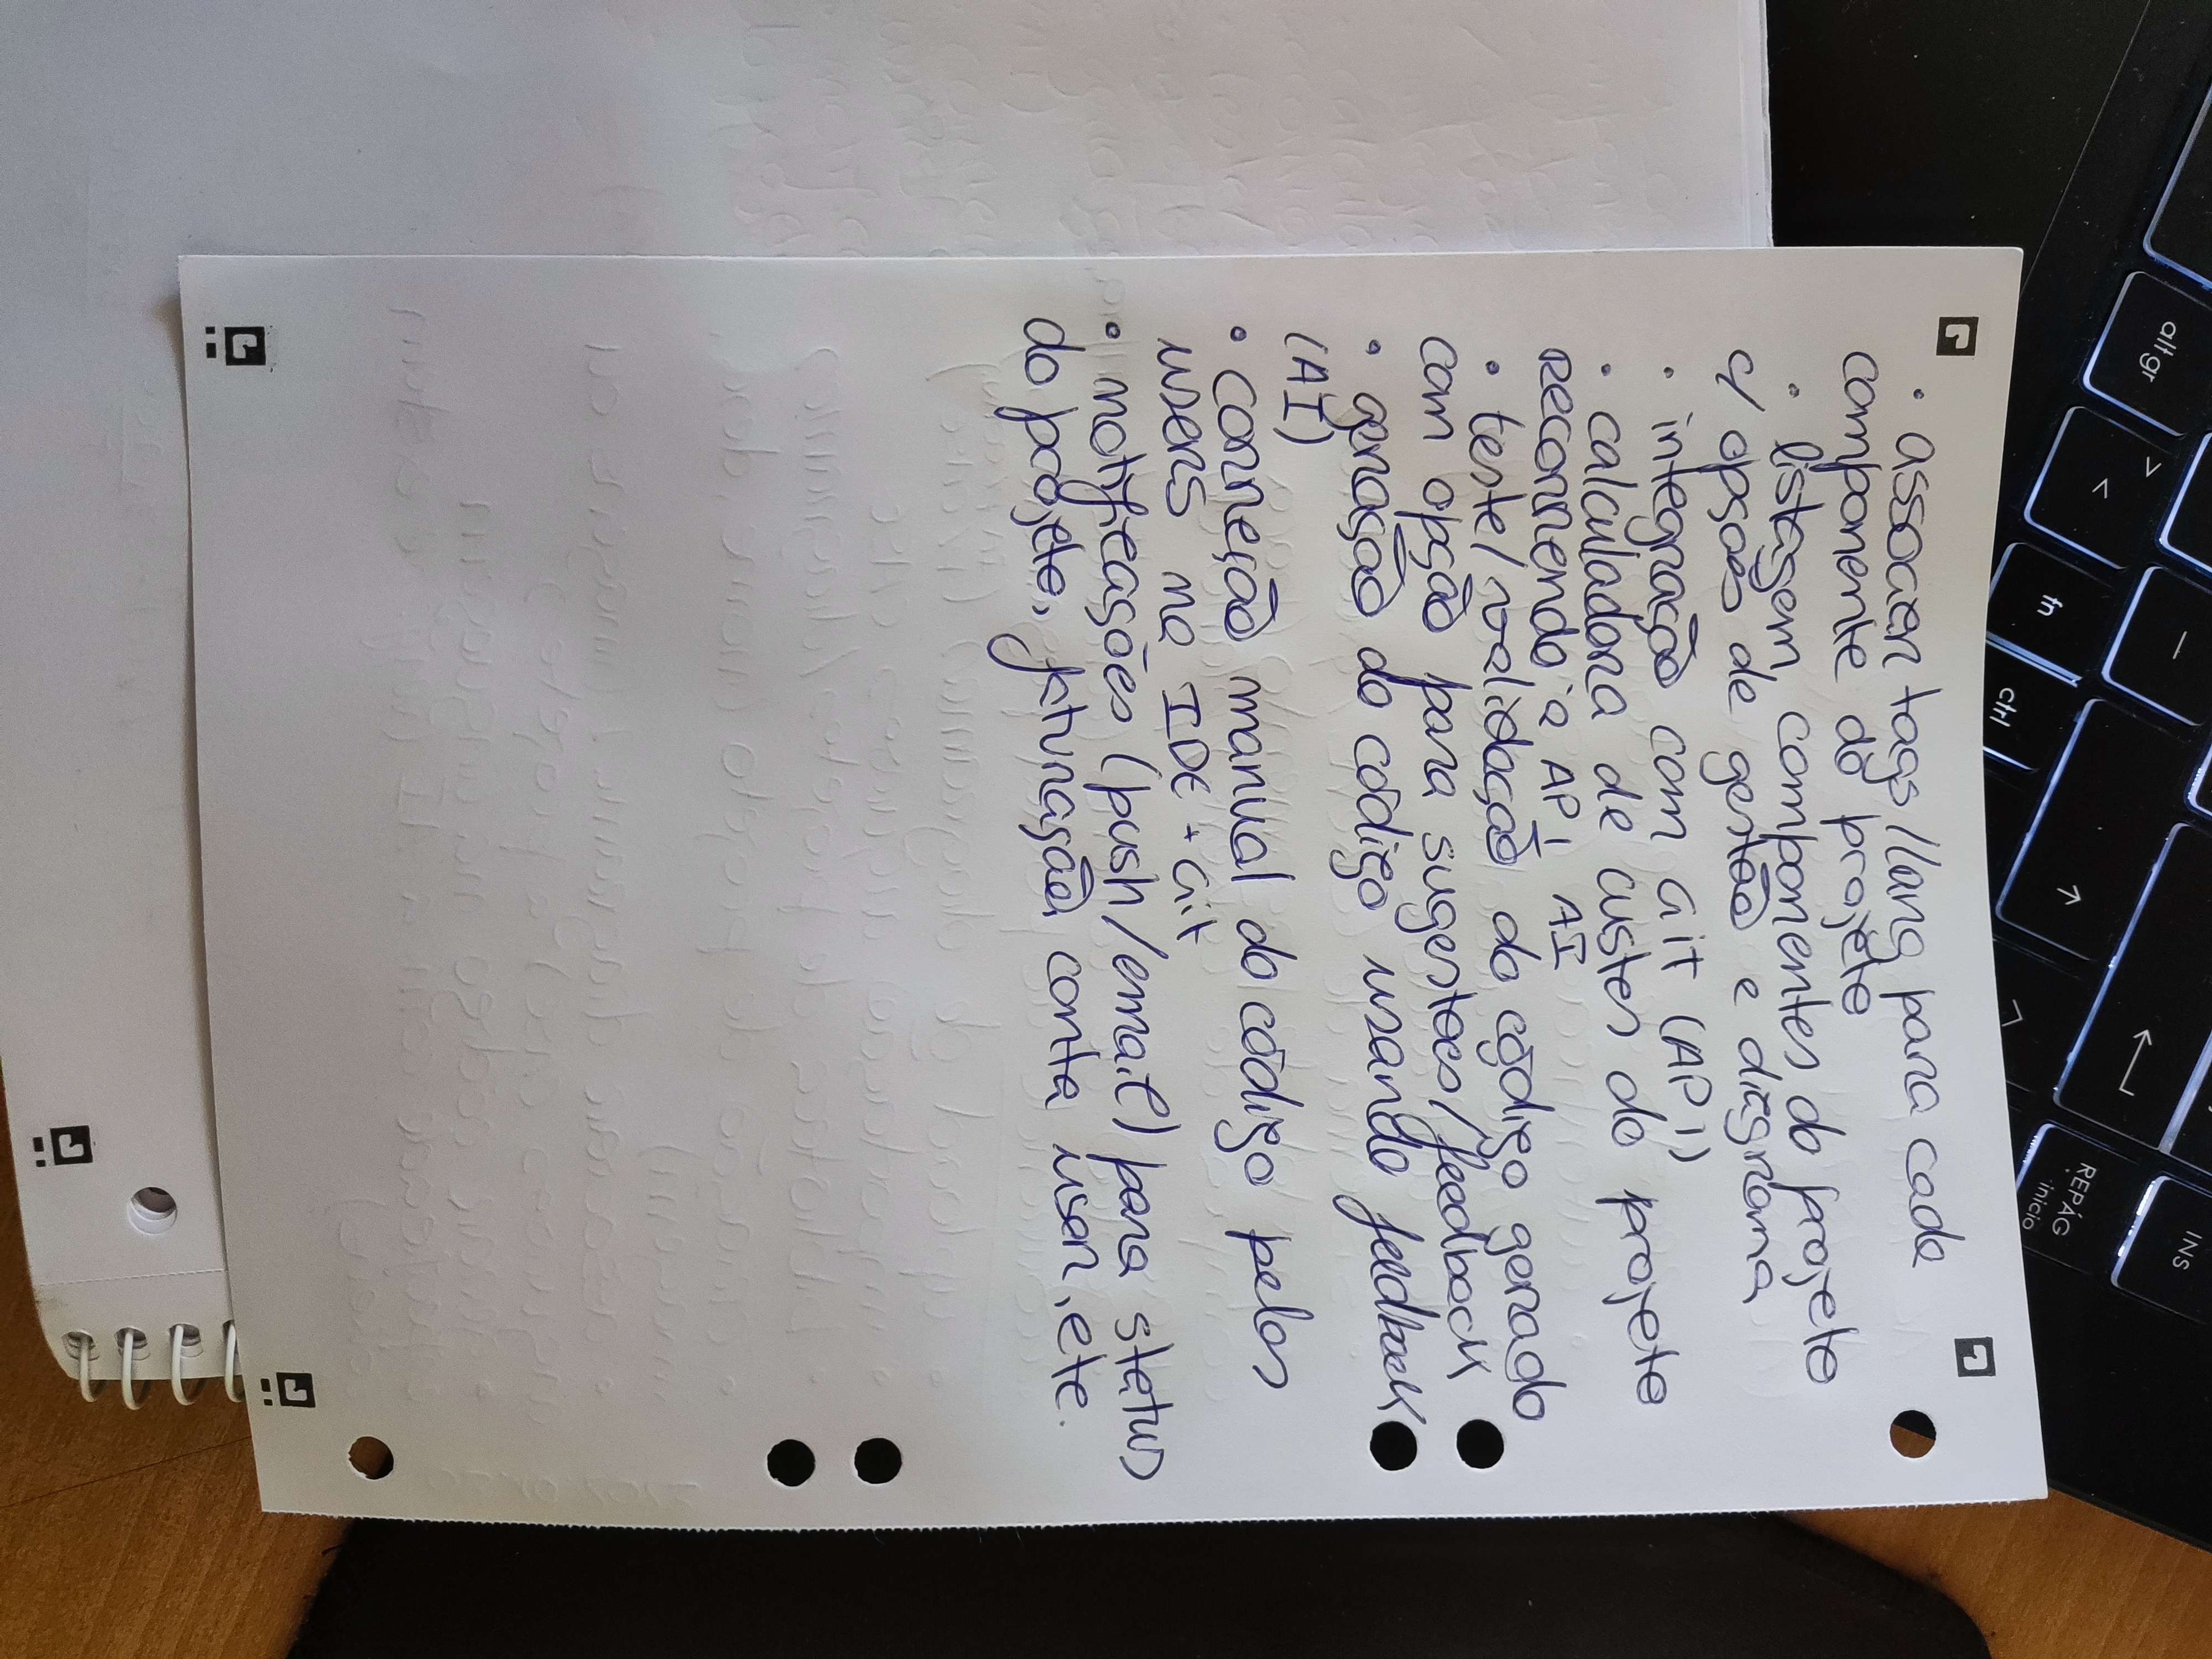 alt gr
>
<
–
fn
ctrl
INS
REPÁG
inicio
• associar tags/lang para cada
componente do projeto
• listagem componentes do projeto
c/ opções de gestão e diagrama
• integração com Git (API)
• calculadora de custos do projeto
recorrendo a API AI
• teste/validação do código gerado
com opção para sugestões/feedback
• geração do código usando feedback
(AI)
• correção manual do código pelos
users no IDE + Git
• notificações (push/email) para status
do projeto, faturação, conta user, etc.